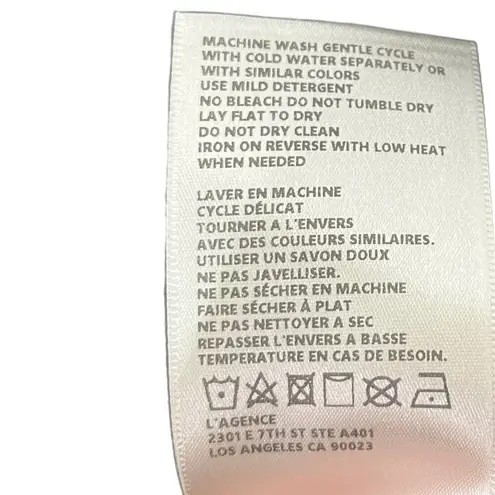 MACHINE WASH GENTLE CYCLE
WITH COLD WATER SEPARATELY OR
WITH SIMILAR COLORS
USE MILD DETERGENT
NO BLEACH DO NOT TUMBLE DRY
LAY FLAT TO DRY
DO NOT DRY CLEAN
IRON ON REVERSE WITH LOW HEAT
WHEN NEEDED
LAVER EN MACHINE
CYCLE DÉLICAT
TOURNER A L'ENVERS
AVEC DES COULEURS SIMILAIRES.
UTILISER UN SAVON DOUX
NE PAS JAVELLISER.
NE PAS SÉCHER EN MACHINE
FAIRE SÉCHER À PLAT
NE PAS NETTOYER A SEC
REPASSER L'ENVERS A BASSE
TEMPERATURE EN CAS DE BESOIN.
L'AGENCE
2301 E 7TH ST STE A401
LOS ANGELES CA 90023